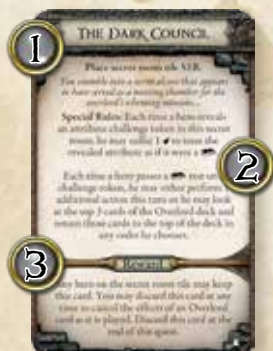 1
THE DARK COUNCIL
Place secret room tile S1B.
You stumble into a secret alcove that appears
to have served as a meeting chamber for the
overlord's scheming minions...
Special Rules: Each time a hero reveals
an attribute challenge token in this secret
room, he may suffer 1 to treat the
revealed attribute as if it were a
2
Each time a hero passes a test
challenge token, he may either perform
additional action this turn or he may look
at the top 3 cards of the Overlord deck and
return those cards to the top of the deck in
any order he chooses.
3
Reward
hero on the secret room tile may keep
this card. You may discard this card at any
time to cancel the effects of an Overlord
card as it is played. Discard this card at the
end of this quest.